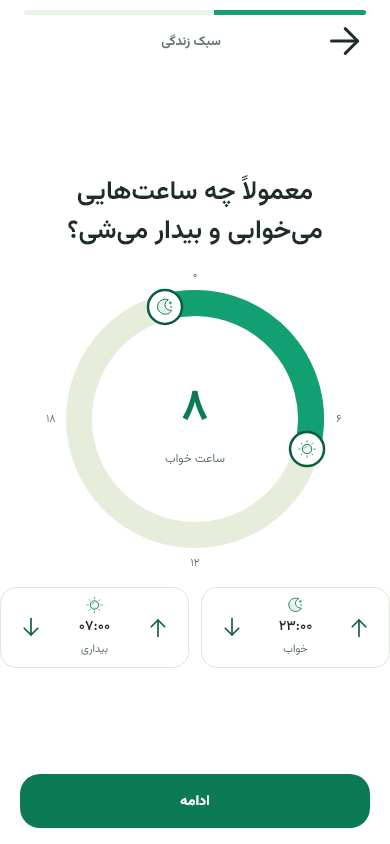 سبک زندگی
معمولاً چه ساعت‌هایی
می‌خوابی و بیدار می‌شی؟
۰
۱۸
۶
۸
ساعت خواب
۱۲
۲۳:۰۰
خواب
۰۷:۰۰
بیداری
ادامه